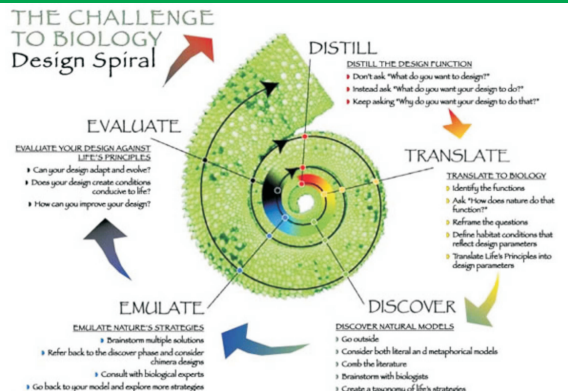 THE CHALLENGE
TO BIOLOGY
Design Spiral
DISTILL
DISTILL THE DESIGN FUNCTION
Don't ask "What do you want to design?"
Instead ask "What do you want your design to do?"
Keep asking "Why do you want your design to do that?"
TRANSLATE
TRANSLATE TO BIOLOGY
Identify the functions
Ask "How does nature do that
function?"
Reframe the questions
Define habitat conditions that
reflect design parameters
Translate Life's Principles into
design parameters
DISCOVER
DISCOVER NATURAL MODELS
Go outside
Consider both literal an d metaphorical models
Comb the literature
Brainstorm with biologists
Create a taxonomy of life's strategies
EMULATE
EMULATE NATURE'S STRATEGIES
Brainstorm multiple solutions
Refer back to the discover phase and consider
chimera designs
Consult with biological experts
Go back to your model and explore more strategies
EVALUATE
EVALUATE YOUR DESIGN AGAINST
LIFE'S PRINCIPLES
Can your design adapt and evolve?
Does your design create conditions
conducive to life?
How can you improve your design?